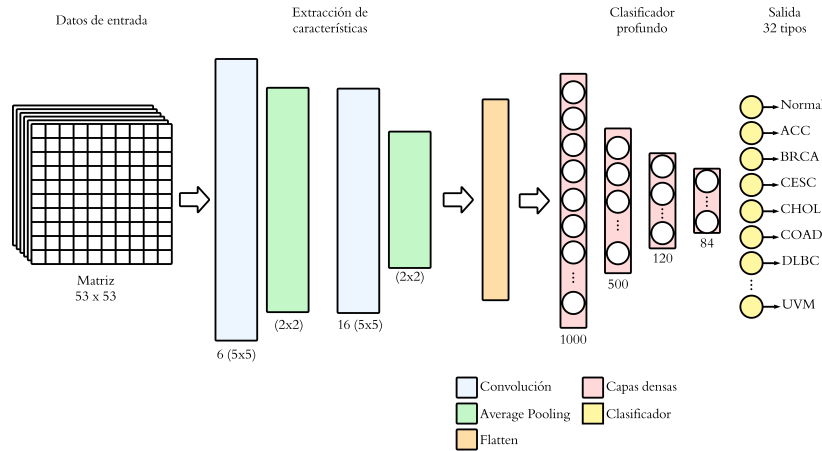 Datos de entrada
Extracción de
características
Clasificador
profundo
Salida
32 tipos
Matriz
53 x 53
6 (5x5)
(2x2)
16 (5x5)
(2x2)
1000
500
120
84
Normal
ACC
BRCA
CESC
CHOL
COAD
DLBC
UVM
Convolución
Average Pooling
Flatten
Capas densas
Clasificador